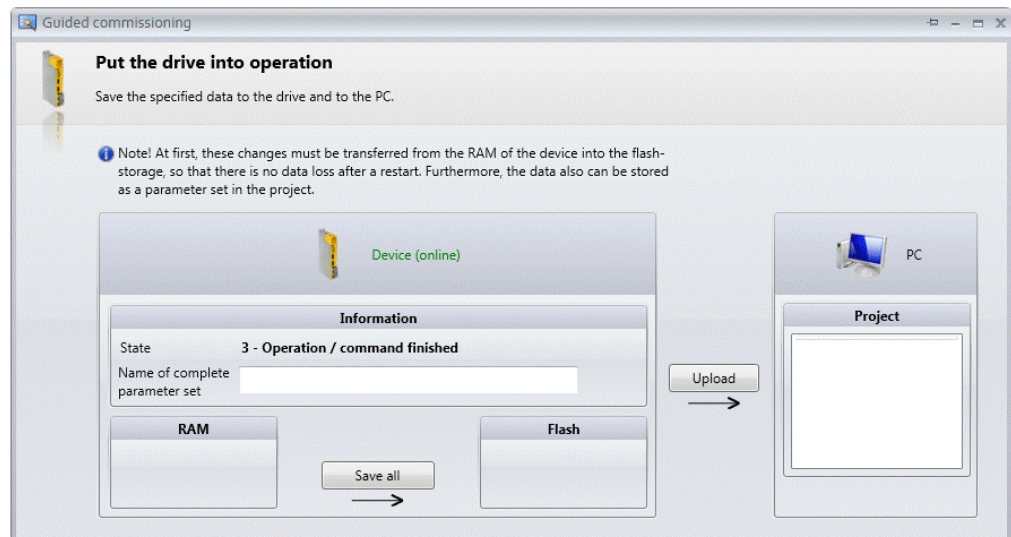 Guided commissioning
Put the drive into operation
Save the specified data to the drive and to the PC.
Note! At first, these changes must be transferred from the RAM of the device into the flash-
storage, so that there is no data loss after a restart. Furthermore, the data also can be stored
as a parameter set in the project.
Device (online)
PC
Information
Project
State
3 - Operation / command finished
Name of complete
parameter set
Upload
RAM
Flash
Save all